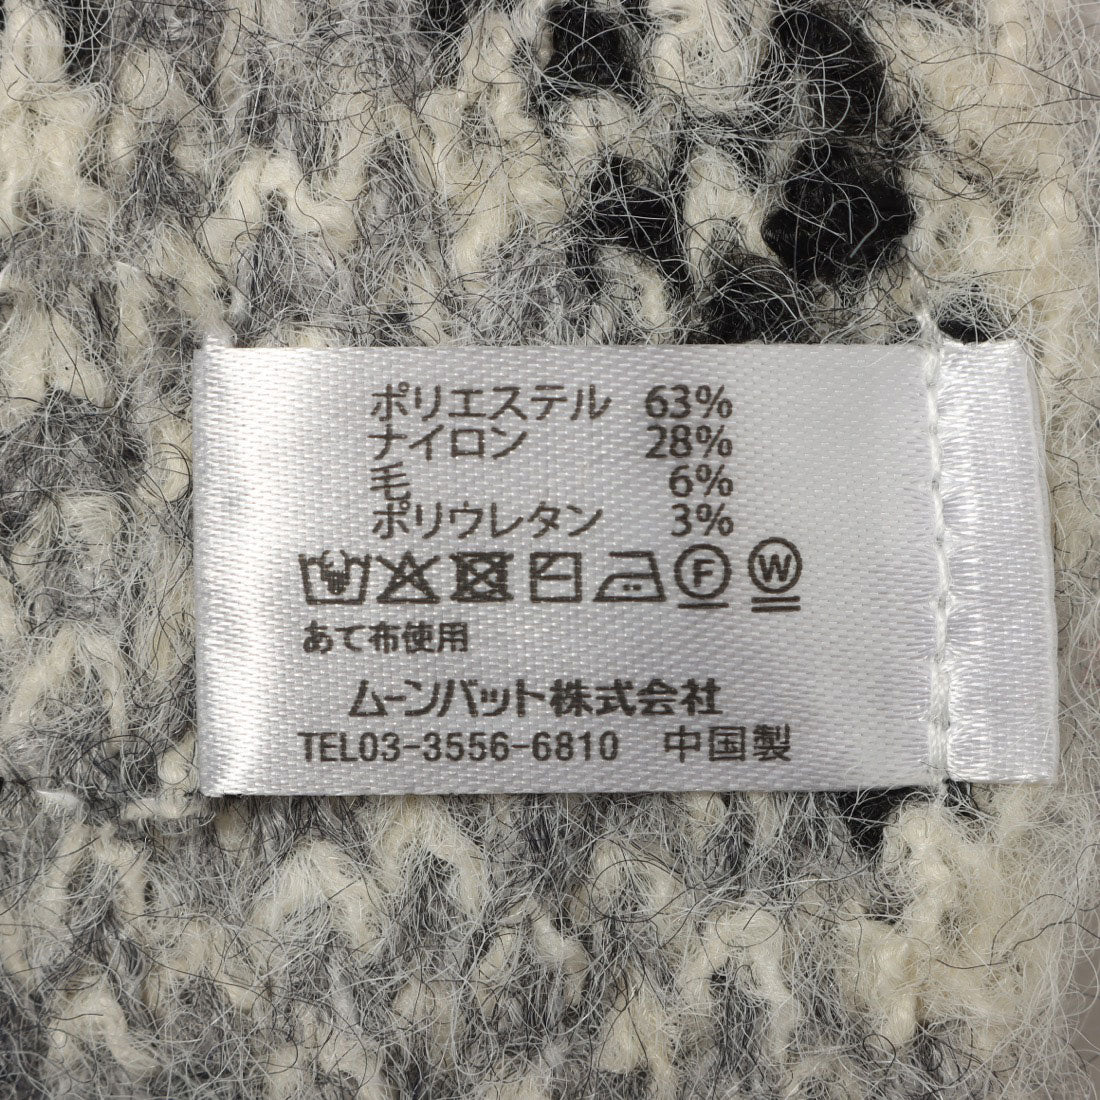 ポリエステル 63%
ナイロン 28%
毛 6%
ポリウレタン 3%
F W
あて布使用
ムーンバット株式会社
TEL03-3556-6810 中国製